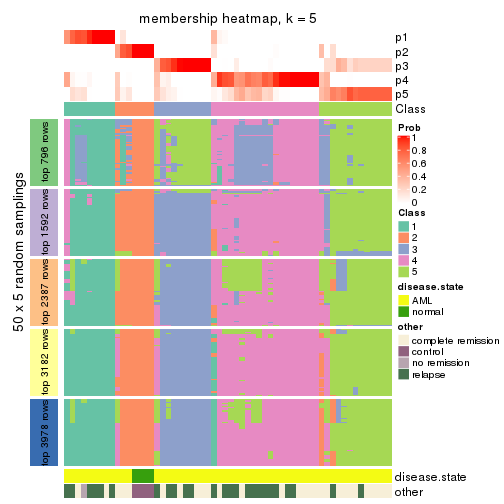 membership heatmap, k = 5
p1
p2
p3
p4
p5
Class
50 x 5 random samplings
top 796 rows
top 1592 rows
top 2387 rows
top 3182 rows
top 3978 rows
disease.state
other
Prob
1
0.8
0.6
0.4
0.2
0
Class
1
2
3
4
5
disease.state
AML
normal
other
complete remission
control
no remission
relapse